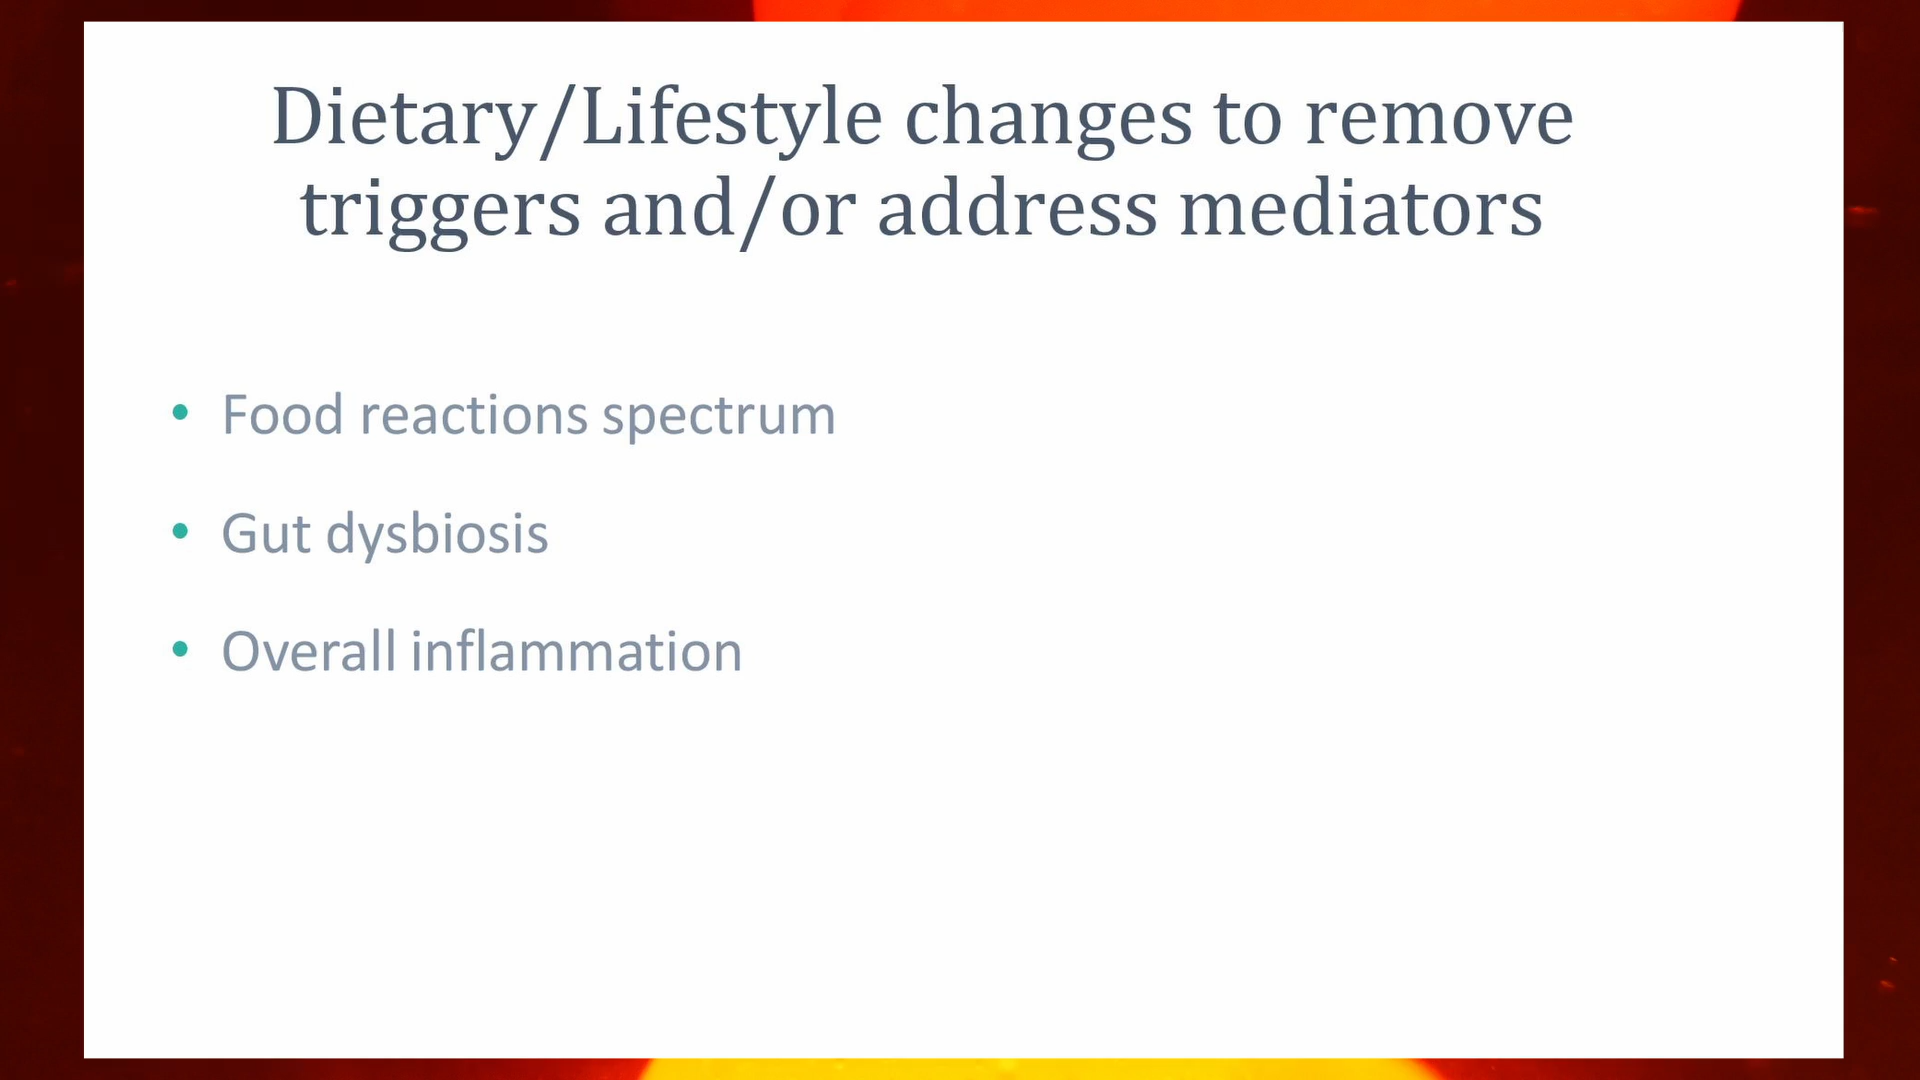 Dietary/Lifestyle changes to remove
triggers and/or address mediators
• Food reactions spectrum
• Gut dysbiosis
• Overall inflammation